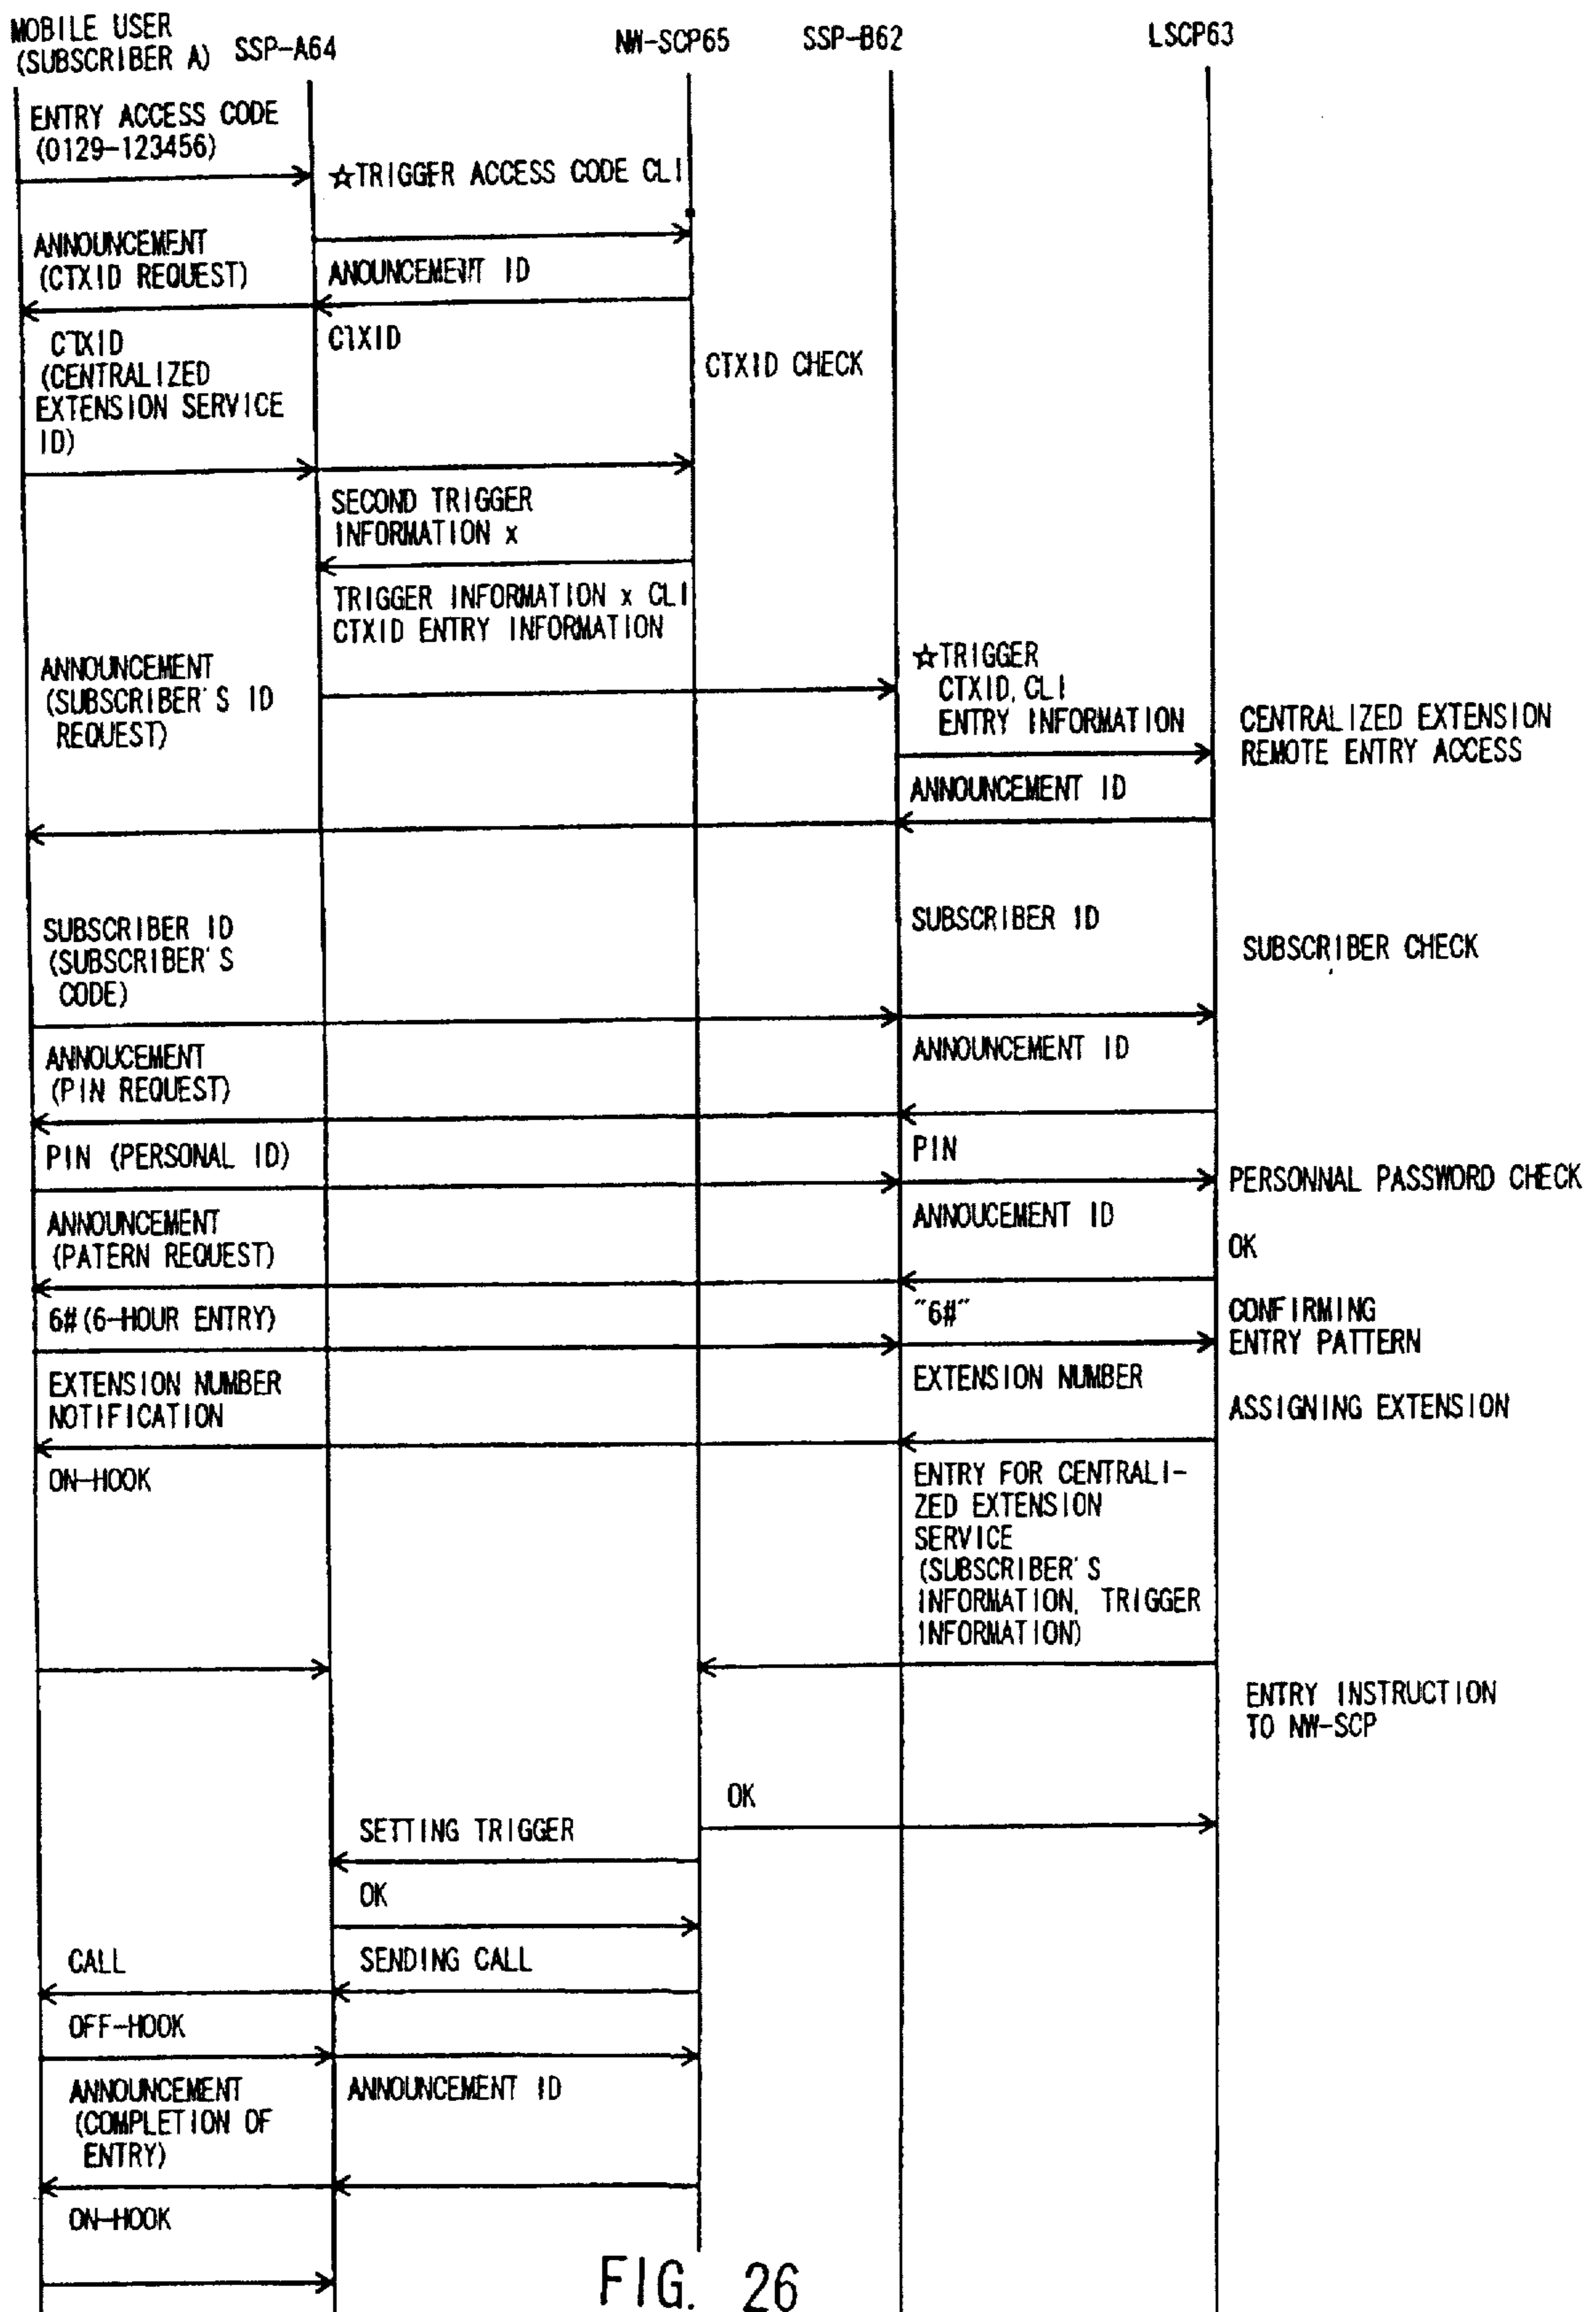 MOBILE USER
(SUBSCRIBER A)
SSP-A64
NW-SCP65
SSP-B62
LSCP63
ENTRY ACCESS CODE
(0129-123456)
☆TRIGGER ACCESS CODE CLI
ANNOUNCEMENT
(CTXID REQUEST)
ANOUNCEMENT ID
CTXID
(CENTRALIZED
EXTENSION SERVICE
ID)
CTXID
CTXID CHECK
SECOND TRIGGER
INFORMATION x
TRIGGER INFORMATION x CLI
CTXID ENTRY INFORMATION
ANNOUNCEMENT
(SUBSCRIBER'S ID
REQUEST)
☆TRIGGER
CTXID, CLI
ENTRY INFORMATION
CENTRALIZED EXTENSION
REMOTE ENTRY ACCESS
ANNOUNCEMENT ID
SUBSCRIBER ID
(SUBSCRIBER'S
CODE)
SUBSCRIBER ID
SUBSCRIBER CHECK
ANNOUCEMENT
(PIN REQUEST)
ANNOUNCEMENT ID
PIN (PERSONAL ID)
PIN
PERSONNAL PASSWORD CHECK
ANNOUNCEMENT
(PATERN REQUEST)
ANNOUCEMENT ID
OK
6# (6-HOUR ENTRY)
"6#"
CONFIRMING
ENTRY PATTERN
EXTENSION NUMBER
NOTIFICATION
EXTENSION NUMBER
ASSIGNING EXTENSION
ON-HOOK
ENTRY FOR CENTRALI-
ZED EXTENSION
SERVICE
(SUBSCRIBER'S
INFORMATION, TRIGGER
INFORMATION)
ENTRY INSTRUCTION
TO NW-SCP
OK
SETTING TRIGGER
OK
CALL
SENDING CALL
OFF-HOOK
ANNOUNCEMENT
(COMPLETION OF
ENTRY)
ANNOUNCEMENT ID
ON-HOOK
FIG. 26